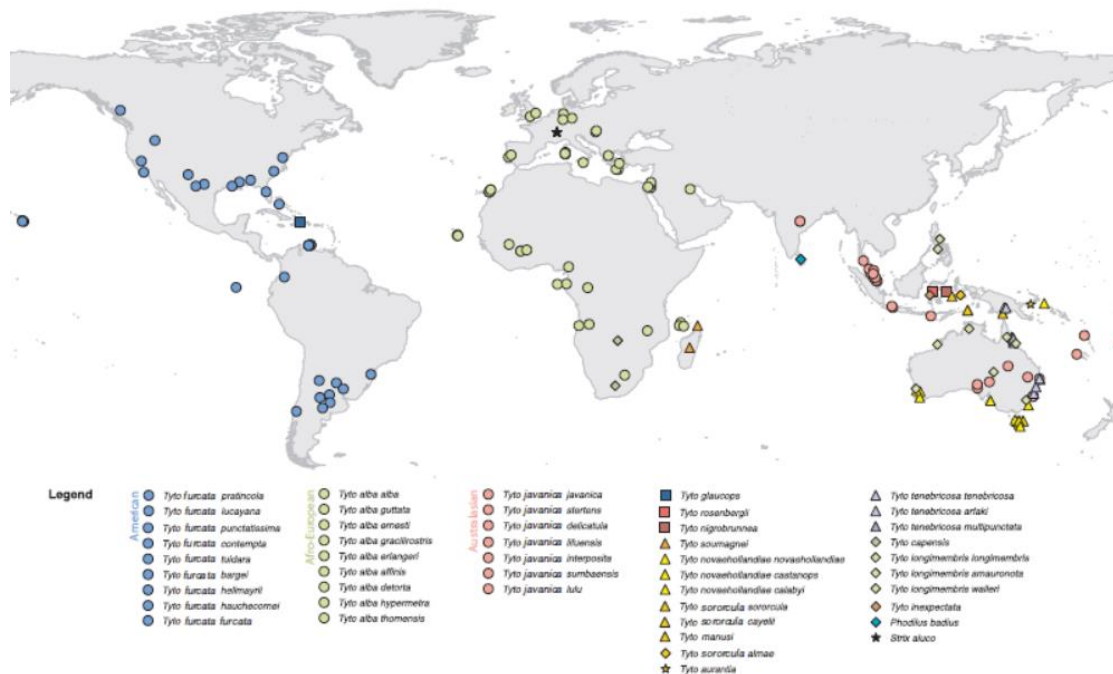 Legend
American
Tyto furcata pratincola
Tyto furcata lucayana
Tyto furcata punctatissima
Tyto furcata contempta
Tyto furcata tuidara
Tyto furcata bargei
Tyto furcata hellmayrii
Tyto furcata hauchecornei
Tyto furcata furcata
Afro-European
Tyto alba alba
Tyto alba guttata
Tyto alba ernesti
Tyto alba gracilirostris
Tyto alba erlangeri
Tyto alba affinis
Tyto alba detorta
Tyto alba hypermetra
Tyto alba thomensis
Australasian
Tyto javanica javanica
Tyto javanica stertens
Tyto javanica delicatula
Tyto javanica lifuensis
Tyto javanica interposita
Tyto javanica sumbaensis
Tyto javanica lulu
Tyto glaucops
Tyto rosenbergii
Tyto nigrobrunnea
Tyto soumagnei
Tyto novaehollandiae novaehollandiae
Tyto novaehollandiae castanops
Tyto novaehollandiae calabyi
Tyto sororcula sororcula
Tyto sororcula cayelii
Tyto manusi
Tyto sororcula almae
Tyto aurantia
Tyto tenebricosa tenebricosa
Tyto tenebricosa arfaki
Tyto tenebricosa multipunctata
Tyto capensis
Tyto longimembris longimembris
Tyto longimembris amauronota
Tyto longimembris walleri
Tyto inexpectata
Phodilus badius
Strix aluco